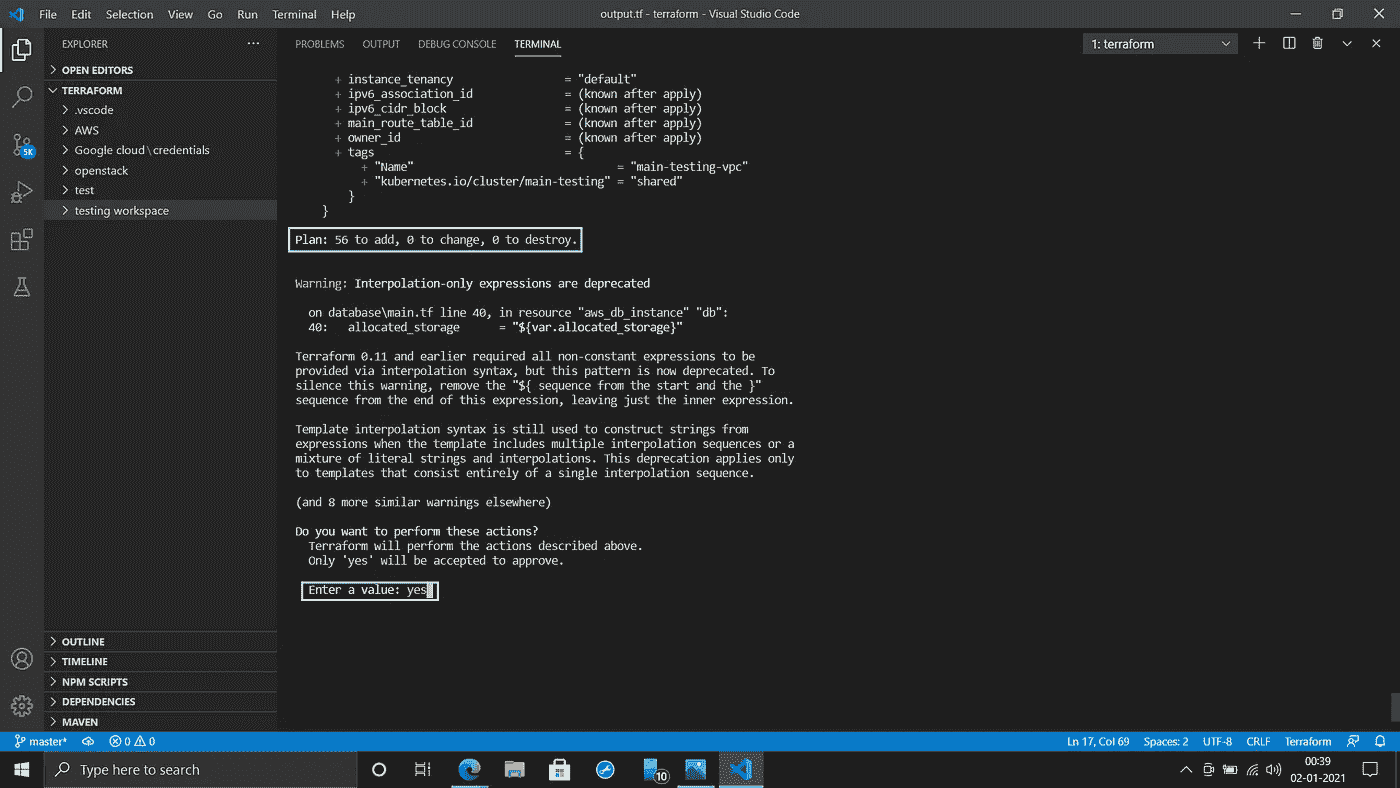 File Edit Selection View Go Run Terminal Help
output.tf - terraform - Visual Studio Code
EXPLORER
OPEN EDITORS
TERRAFORM
.vscode
AWS
Google cloud\credentials
openstack
test
testing workspace
OUTLINE
TIMELINE
NPM SCRIPTS
DEPENDENCIES
MAVEN
5K
PROBLEMS OUTPUT DEBUG CONSOLE TERMINAL
1: terraform
+ instance_tenancy = "default"
+ ipv6_association_id = (known after apply)
+ ipv6_cidr_block = (known after apply)
+ main_route_table_id = (known after apply)
+ owner_id = (known after apply)
+ tags = {
+ "Name" = "main-testing-vpc"
+ "kubernetes.io/cluster/main-testing" = "shared"
}
}
Plan: 56 to add, 0 to change, 0 to destroy.
Warning: Interpolation-only expressions are deprecated
on database\main.tf line 40, in resource "aws_db_instance" "db":
40: allocated_storage = "${var.allocated_storage}"
Terraform 0.11 and earlier required all non-constant expressions to be
provided via interpolation syntax, but this pattern is now deprecated. To
silence this warning, remove the "${ sequence from the start and the }"
sequence from the end of this expression, leaving just the inner expression.
Template interpolation syntax is still used to construct strings from
expressions when the template includes multiple interpolation sequences or a
mixture of literal strings and interpolations. This deprecation applies only
to templates that consist entirely of a single interpolation sequence.
(and 8 more similar warnings elsewhere)
Do you want to perform these actions?
Terraform will perform the actions described above.
Only 'yes' will be accepted to approve.
Enter a value: yes
master* 0 0
Ln 17, Col 69 Spaces: 2 UTF-8 CRLF Terraform
Type here to search
10
00:39
02-01-2021